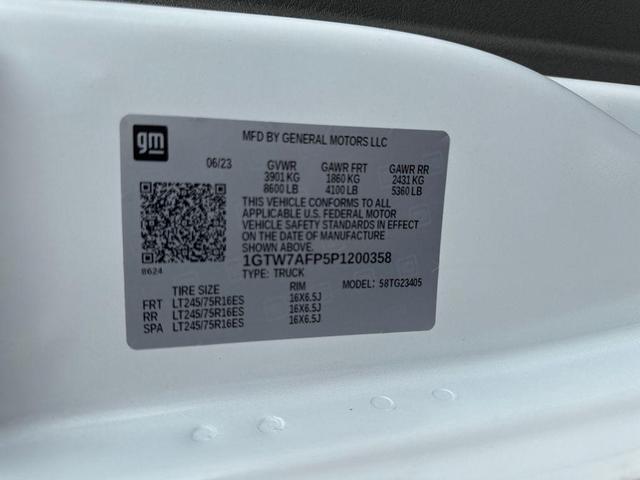 gm
MFD BY GENERAL MOTORS LLC
06/23 GVWR GAWR FRT GAWR RR
3901 KG 1860 KG 2431 KG
8600 LB 4100 LB 5360 LB
THIS VEHICLE CONFORMS TO ALL
APPLICABLE U.S. FEDERAL MOTOR
VEHICLE SAFETY STANDARDS IN EFFECT
ON THE DATE OF MANUFACTURE
SHOWN ABOVE.
1GTW7AFP5P1200358
8624
TYPE: TRUCK MODEL: 58TG23405
TIRE SIZE RIM
FRT LT245/75R16ES 16X6.5J
RR LT245/75R16ES 16X6.5J
SPA LT245/75R16ES 16X6.5J